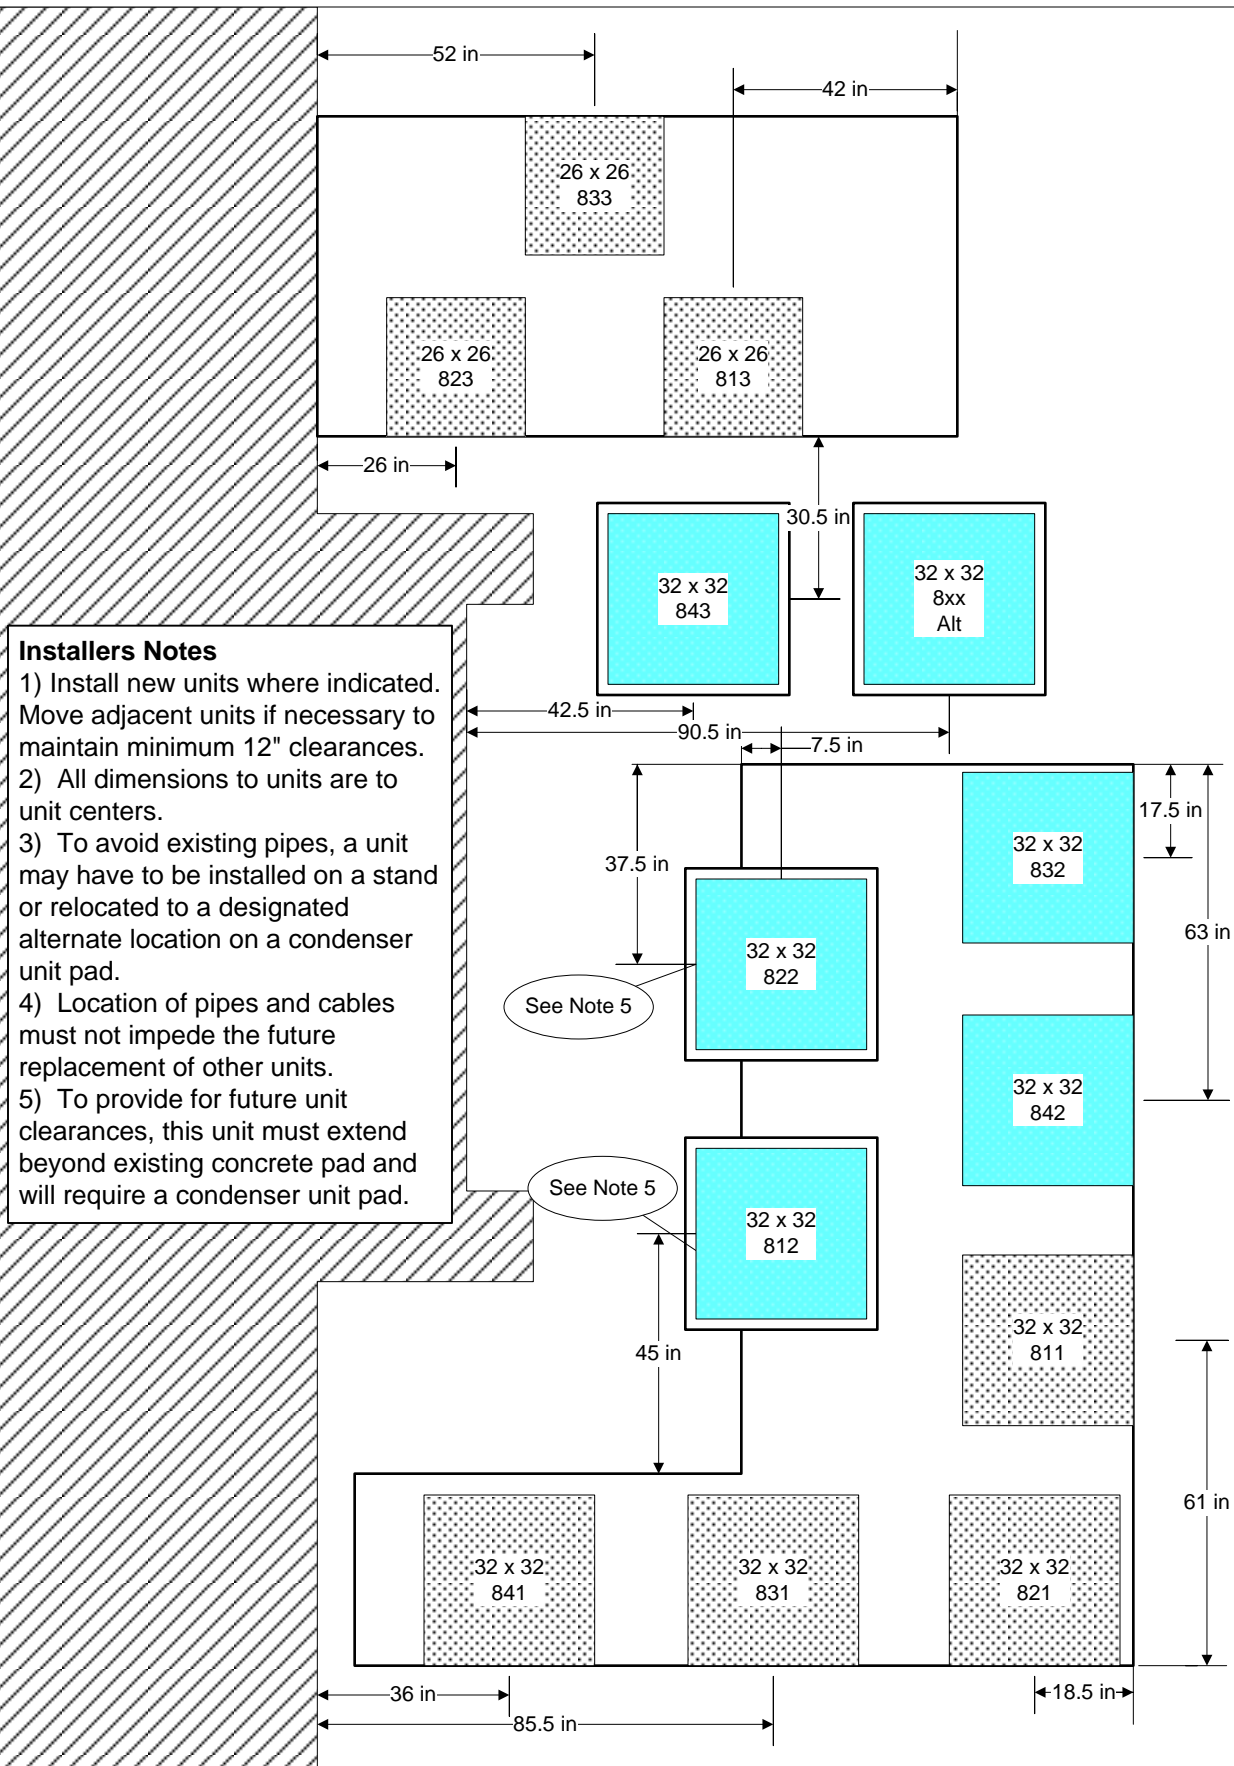 52 in
42 in
26 x 26
833
26 x 26
823
26 x 26
813
26 in
30.5 in
32 x 32
843
32 x 32
8xx
Alt
Installers Notes
1) Install new units where indicated.
Move adjacent units if necessary to
maintain minimum 12" clearances.
2) All dimensions to units are to
unit centers.
3) To avoid existing pipes, a unit
may have to be installed on a stand
or relocated to a designated
alternate location on a condenser
unit pad.
4) Location of pipes and cables
must not impede the future
replacement of other units.
5) To provide for future unit
clearances, this unit must extend
beyond existing concrete pad and
will require a condenser unit pad.
42.5 in
90.5 in
7.5 in
17.5 in
37.5 in
32 x 32
832
63 in
32 x 32
822
See Note 5
32 x 32
842
See Note 5
32 x 32
812
32 x 32
811
45 in
61 in
32 x 32
841
32 x 32
831
32 x 32
821
36 in
18.5 in
85.5 in